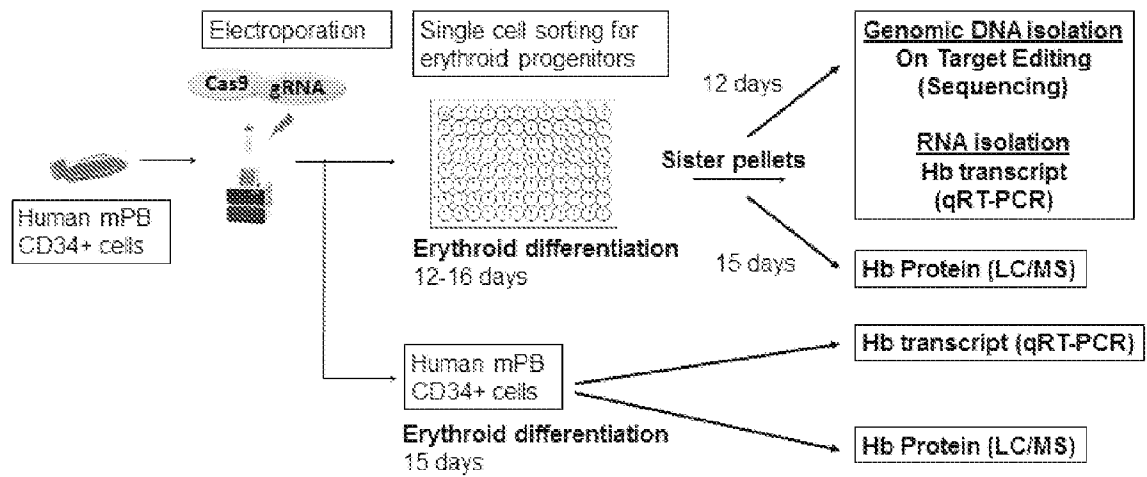 Electroporation
Cas9
gRNA
Human mPB
CD34+ cells
Single cell sorting for
erythroid progenitors
Erythroid differentiation
12-16 days
Sister pellets
12 days
15 days
Genomic DNA isolation
On Target Editing
(Sequencing)
RNA isolation
Hb transcript
(qRT-PCR)
Hb Protein (LC/MS)
Human mPB
CD34+ cells
Erythroid differentiation
15 days
Hb transcript (qRT-PCR)
Hb Protein (LC/MS)